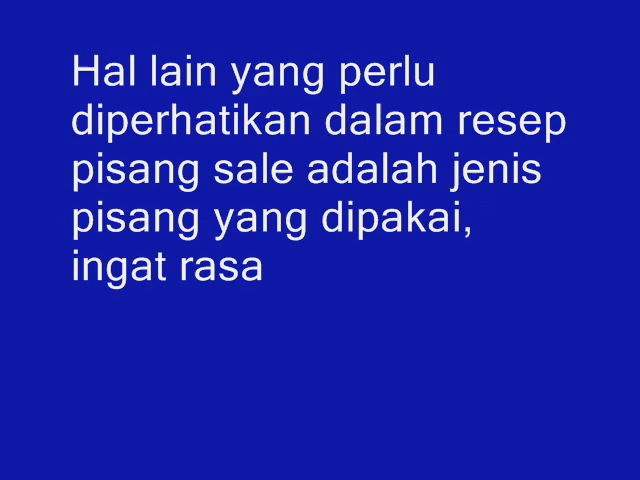 Hal lain yang perlu
diperhatikan dalam resep
pisang sale adalah jenis
pisang yang dipakai,
ingat rasa